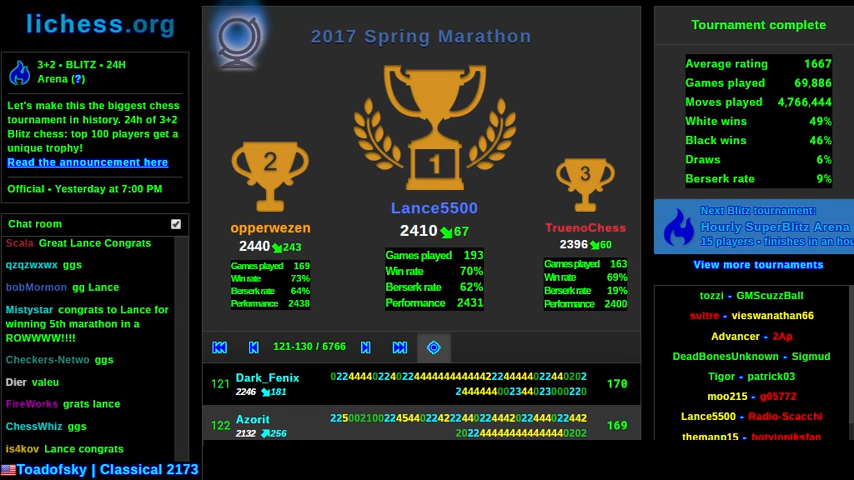 lichess.org
3+2 • BLITZ • 24H
Arena (?)
Let's make this the biggest chess
tournament in history. 24h of 3+2
Blitz chess: top 100 players get a
unique trophy!
Read the announcement here
Official • Yesterday at 7:00 PM
Chat room
Scala Great Lance Congrats
qzqzwxwx ggs
bobMormon gg Lance
Mistystar congrats to Lance for
winning 5th marathon in a
ROWWWW!!!!
Checkers-Netwo ggs
Dier valeu
FireWorks grats lance
ChessWhiz ggs
is4kov Lance congrats
Toadofsky | Classical 2173
2017 Spring Marathon
2
opperwezen
2440 243
Games played 169
Win rate 73%
Berserk rate 64%
Performance 2438
1
Lance5500
2410 67
Games played 193
Win rate 70%
Berserk rate 62%
Performance 2431
3
TruenoChess
2396 60
Games played 163
Win rate 69%
Berserk rate 19%
Performance 2400
121-130 / 6766
121 Dark_Fenix 170
2246 181
122 Azorit 169
2132 256
Tournament complete
Average rating 1667
Games played 69,886
Moves played 4,766,444
White wins 49%
Black wins 46%
Draws 6%
Berserk rate 9%
Next Blitz tournament:
Hourly SuperBlitz Arena
15 players - finishes in an hou
View more tournaments
tozzi - GMScuzzBall
sultre - vieswanathan66
Advancer - 2Ap
DeadBonesUnknown - Sigmud
Tigor - patrick03
moo215 - g05772
Lance5500 - Radio-Scacchi
themanp15 - botvinniksfan